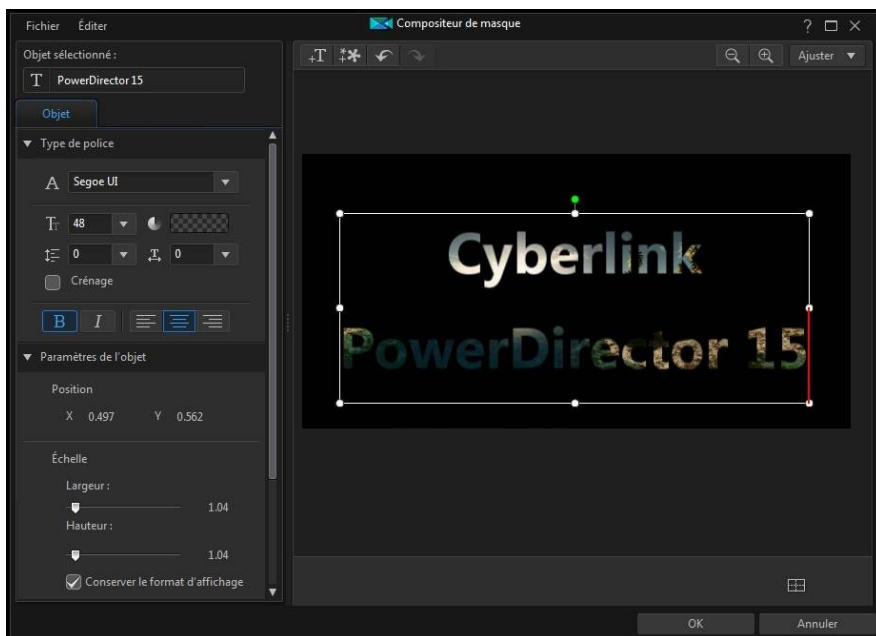 Fichier Éditer
Compositeur de masque
Objet sélectionné :
T PowerDirector 15
+T
Ajuster
Objet
Type de police
A Segoe UI
TT 48
0 T 0
Crénage
B I
Paramètres de l'objet
Position
X 0.497 Y 0.562
Échelle
Largeur :
1.04
Hauteur :
1.04
Conserver le format d'affichage
Cyberlink
PowerDirector 15
OK Annuler